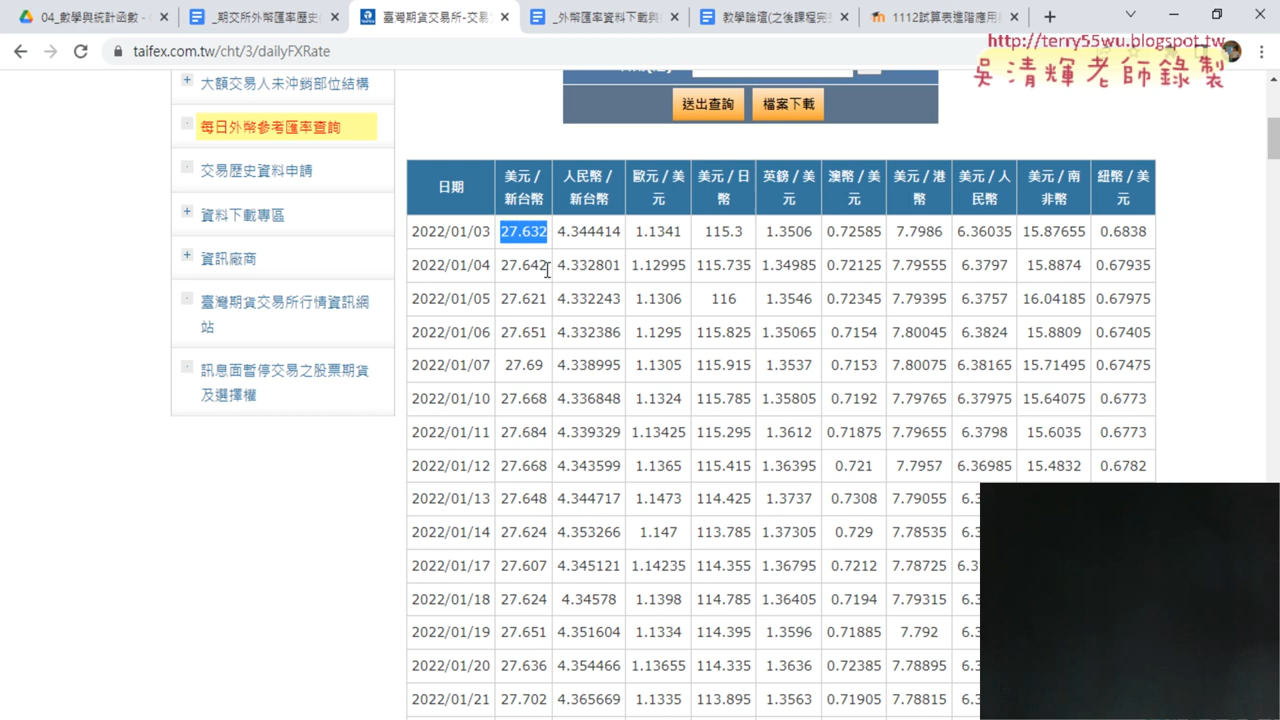 04_數學與統計函數 - G
_期交所外幣匯率歷史
臺灣期貨交易所-交易
_外幣匯率資料下載與
教學論壇(之後課程完
1112試算表進階應用
taifex.com.tw/cht/3/dailyFXRate
http://terry55wu.blogspot.tw
吳清輝老師錄製
大額交易人未沖銷部位結構
每日外幣參考匯率查詢
交易歷史資料申請
資料下載專區
資訊廠商
臺灣期貨交易所行情資訊網
站
訊息面暫停交易之股票期貨
及選擇權
送出查詢 檔案下載
日期 美元 / 新台幣 人民幣 / 新台幣 歐元 / 美元 美元 / 日幣 英鎊 / 美元 澳幣 / 美元 美元 / 港幣 美元 / 人民幣 美元 / 南非幣 紐幣 / 美元
2022/01/03 27.632 4.344414 1.1341 115.3 1.3506 0.72585 7.7986 6.36035 15.87655 0.6838
2022/01/04 27.642 4.332801 1.12995 115.735 1.34985 0.72125 7.79555 6.3797 15.8874 0.67935
2022/01/05 27.621 4.332243 1.1306 116 1.3546 0.72345 7.79395 6.3757 16.04185 0.67975
2022/01/06 27.651 4.332386 1.1295 115.825 1.35065 0.7154 7.80045 6.3824 15.8809 0.67405
2022/01/07 27.69 4.338995 1.1305 115.915 1.3537 0.7153 7.80075 6.38165 15.71495 0.67475
2022/01/10 27.668 4.336848 1.1324 115.785 1.35805 0.7192 7.79765 6.37975 15.64075 0.6773
2022/01/11 27.684 4.339329 1.13425 115.295 1.3612 0.71875 7.79655 6.3798 15.6035 0.6773
2022/01/12 27.668 4.343599 1.1365 115.415 1.36395 0.721 7.7957 6.36985 15.4832 0.6782
2022/01/13 27.648 4.344717 1.1473 114.425 1.3737 0.7308 7.79055 6.3
2022/01/14 27.624 4.353266 1.147 113.785 1.37305 0.729 7.78535 6.3
2022/01/17 27.607 4.345121 1.14235 114.355 1.36795 0.7212 7.78725 6.3
2022/01/18 27.624 4.34578 1.1398 114.785 1.36405 0.7194 7.79315 6.3
2022/01/19 27.651 4.351604 1.1334 114.395 1.3596 0.71885 7.792 6.3
2022/01/20 27.636 4.354466 1.13655 114.335 1.3636 0.72385 7.78895 6.3
2022/01/21 27.702 4.365669 1.1335 113.895 1.3563 0.71905 7.78815 6.3